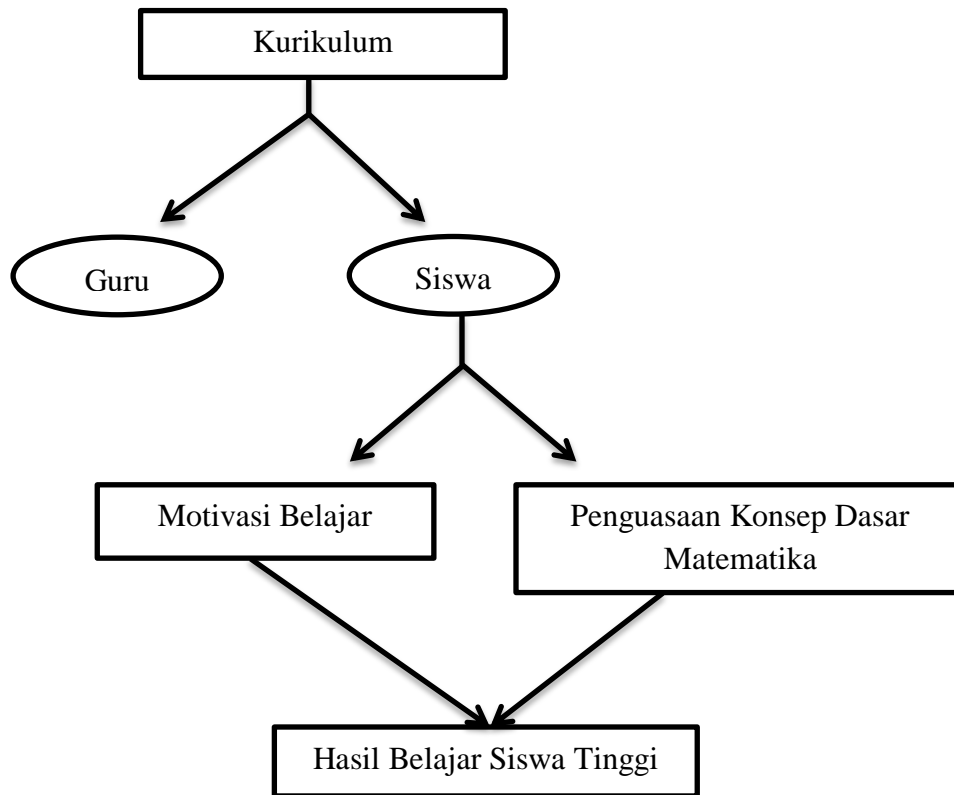 Kurikulum
Guru
Siswa
Motivasi Belajar
Penguasaan Konsep Dasar
Matematika
Hasil Belajar Siswa Tinggi